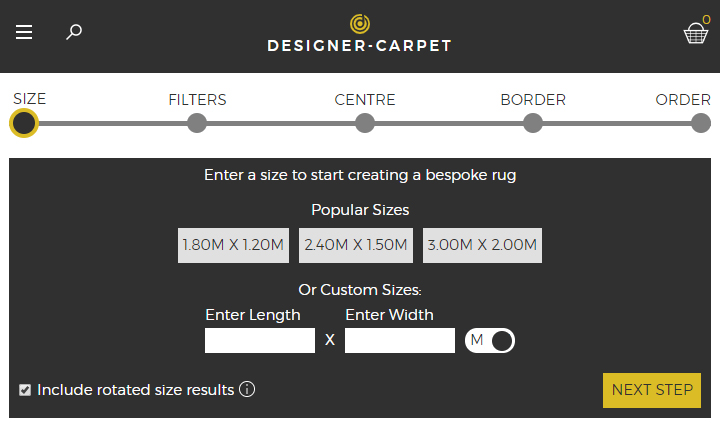 0
DESIGNER-CARPET
SIZE FILTERS CENTRE BORDER ORDER
Enter a size to start creating a bespoke rug
Popular Sizes
1.80M X 1.20M 2.40M X 1.50M 3.00M X 2.00M
Or Custom Sizes:
Enter Length Enter Width
X M
Include rotated size results
NEXT STEP